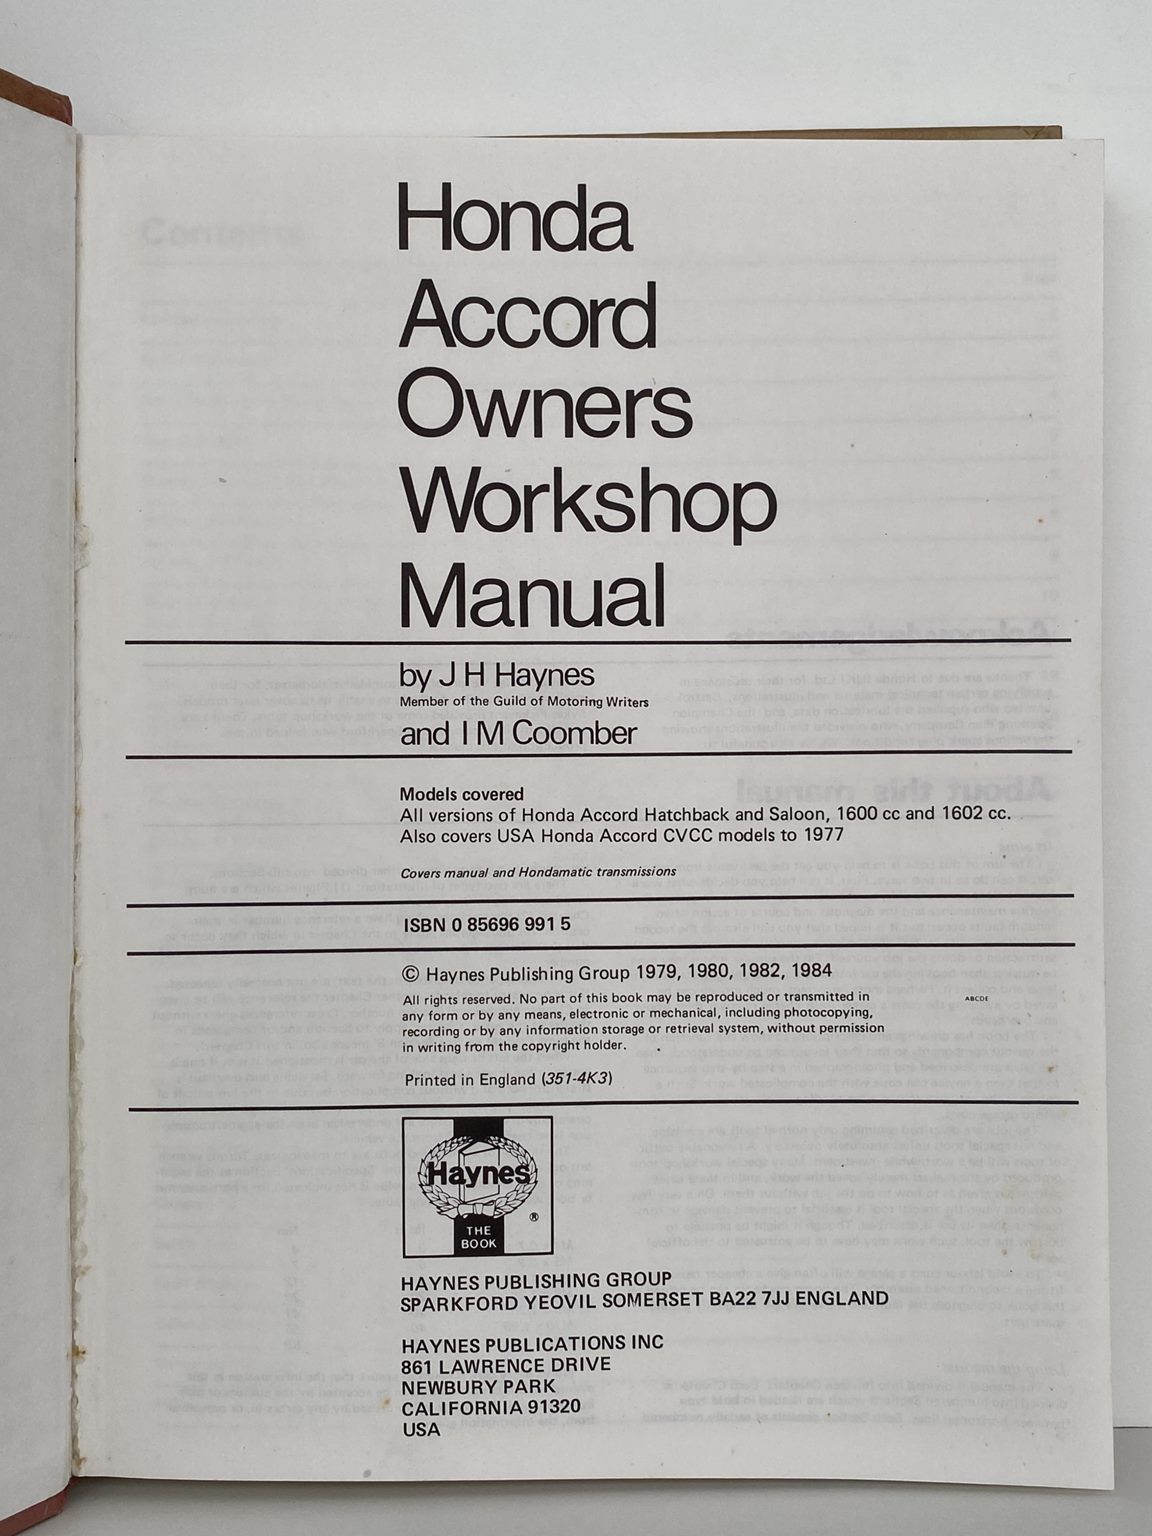 Honda
Accord
Owners
Workshop
Manual
by J H Haynes
Member of the Guild of Motoring Writers
and I M Coomber
Models covered
All versions of Honda Accord Hatchback and Saloon, 1600 cc and 1602 cc.
Also covers USA Honda Accord CVCC models to 1977
Covers manual and Hondamatic transmissions
ISBN 0 85696 991 5
© Haynes Publishing Group 1979, 1980, 1982, 1984
All rights reserved. No part of this book may be reproduced or transmitted in
any form or by any means, electronic or mechanical, including photocopying,
recording or by any information storage or retrieval system, without permission
in writing from the copyright holder.
ABCDE
Printed in England (351-4K3)
Haynes
®
THE
BOOK
HAYNES PUBLISHING GROUP
SPARKFORD YEOVIL SOMERSET BA22 7JJ ENGLAND
HAYNES PUBLICATIONS INC
861 LAWRENCE DRIVE
NEWBURY PARK
CALIFORNIA 91320
USA